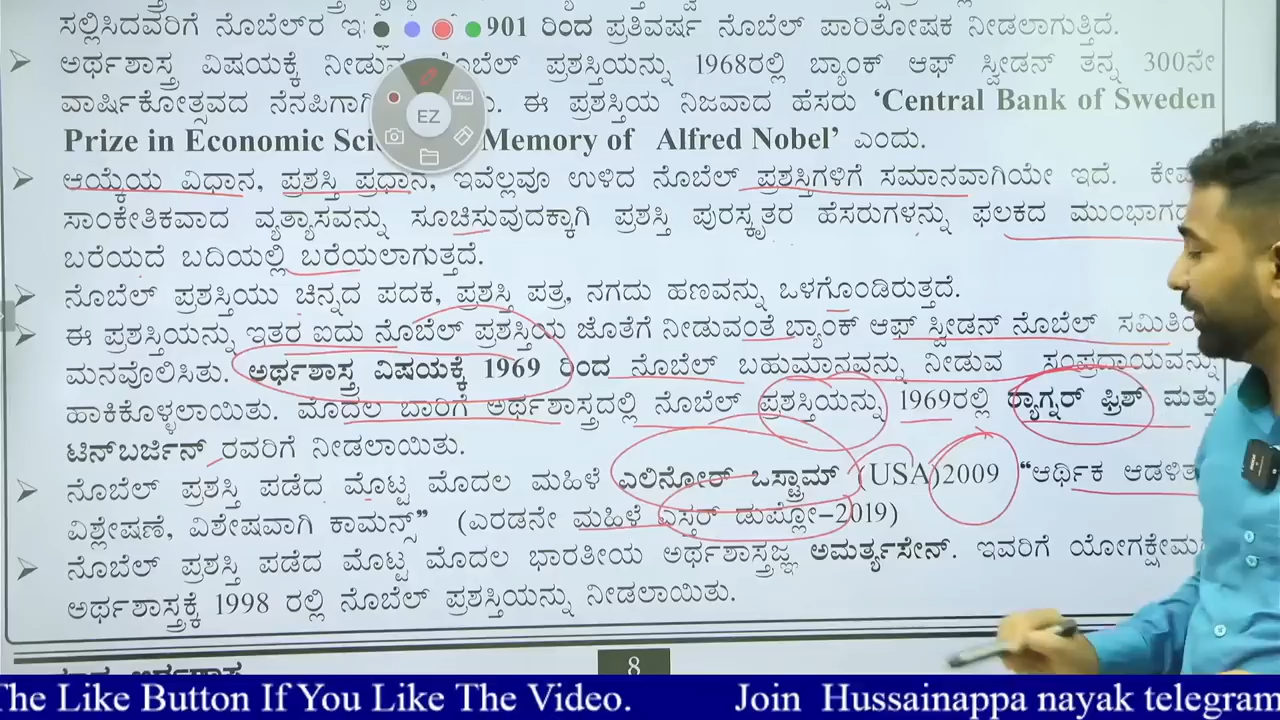 ಸಲ್ಲಿಸಿದವರಿಗೆ ನೊಬೆಲ್‌ರ 901 ರಿಂದ ಪ್ರತಿವರ್ಷ ನೊಬೆಲ್ ಪಾರಿತೋಷಕ ನೀಡಲಾಗುತ್ತಿದೆ.
ಅರ್ಥಶಾಸ್ತ್ರ ವಿಷಯಕ್ಕೆ ಪ್ರಶಸ್ತಿಯನ್ನು 1968ರಲ್ಲಿ ಬ್ಯಾಂಕ್ ಆಫ್ ಸ್ವೀಡನ್ ತನ್ನ 300ನೇ
ವಾರ್ಷಿಕೋತ್ಸವದ ಈ ಪ್ರಶಸ್ತಿಯ ನಿಜವಾದ ಹೆಸರು ‘Central Bank of Sweden
EZ
Prize in Economic Sci Memory of Alfred Nobel’ ಎಂದು.
ಆಯ್ಕೆಯ ವಿಧಾನ, ಪ್ರಶಸ್ತಿ ಪ್ರಧಾನ, ಇವೆಲ್ಲವೂ ಉಳಿದ ನೊಬೆಲ್ ಪ್ರಶಸ್ತಿಗಳಿಗೆ ಸಮಾನವಾಗಿಯೇ ಇದೆ.
ಸಾಂಕೇತಿಕವಾದ ವ್ಯತ್ಯಾಸವನ್ನು ಸೂಚಿಸುವುದಕ್ಕಾಗಿ ಪ್ರಶಸ್ತಿ ಪುರಸ್ಕೃತರ ಹೆಸರುಗಳನ್ನು ಫಲಕದ ಮುಂಭಾಗದ
ಬರೆಯದೆ ಬದಿಯಲ್ಲಿ ಬರೆಯಲಾಗುತ್ತದೆ.
ನೊಬೆಲ್ ಪ್ರಶಸ್ತಿಯು ಚಿನ್ನದ ಪದಕ, ಪ್ರಶಸ್ತಿ ಪತ್ರ, ನಗದು ಹಣವನ್ನು ಒಳಗೊಂಡಿರುತ್ತದೆ.
ಈ ಪ್ರಶಸ್ತಿಯನ್ನು ಇತರ ಐದು ನೊಬೆಲ್ ಪ್ರಶಸ್ತಿಯ ಜೊತೆಗೆ ನೀಡುವಂತೆ ಬ್ಯಾಂಕ್ ಆಫ್ ಸ್ವೀಡನ್ ನೊಬೆಲ್
ಮನವೊಲಿಸಿತು. ಅರ್ಥಶಾಸ್ತ್ರ ವಿಷಯಕ್ಕೆ 1969 ರಿಂದ ನೊಬೆಲ್ ಬಹುಮಾನವನ್ನು ನೀಡುವ ಸಂಪ್ರದಾಯವನ್ನು
ಹಾಕಿಕೊಳ್ಳಲಾಯಿತು. ಮೊದಲ ಬಾರಿಗೆ ಅರ್ಥಶಾಸ್ತ್ರದಲ್ಲಿ ನೊಬೆಲ್ ಪ್ರಶಸ್ತಿಯನ್ನು 1969ರಲ್ಲಿ ರ‍್ಯಾಗ್ನರ್ ಫ್ರಿಶ್ ಮತ್ತು
ಟಿನ್‌ಬರ್ಜಿನ್ ರವರಿಗೆ ನೀಡಲಾಯಿತು.
ನೊಬೆಲ್ ಪ್ರಶಸ್ತಿ ಪಡೆದ ಮೊಟ್ಟ ಮೊದಲ ಮಹಿಳೆ ಎಲಿನೋರ್ ಒಸ್ಟ್ರಾಮ್ (USA)2009 “ಆರ್ಥಿಕ
ವಿಶ್ಲೇಷಣೆ, ವಿಶೇಷವಾಗಿ ಕಾಮನ್ಸ್” (ಎರಡನೇ ಮಹಿಳೆ ಎಸ್ತರ್ ಡುಪ್ಲೋ-2019)
ನೊಬೆಲ್ ಪ್ರಶಸ್ತಿ ಪಡೆದ ಮೊಟ್ಟ ಮೊದಲ ಭಾರತೀಯ ಅರ್ಥಶಾಸ್ತ್ರಜ್ಞ ಅಮರ್ತ್ಯಸೇನ್. ಇವರಿಗೆ
ಅರ್ಥಶಾಸ್ತ್ರಕ್ಕೆ 1998 ರಲ್ಲಿ ನೊಬೆಲ್ ಪ್ರಶಸ್ತಿಯನ್ನು ನೀಡಲಾಯಿತು.
8
The Like Button If You Like The Video. Join Hussainappa nayak telegram